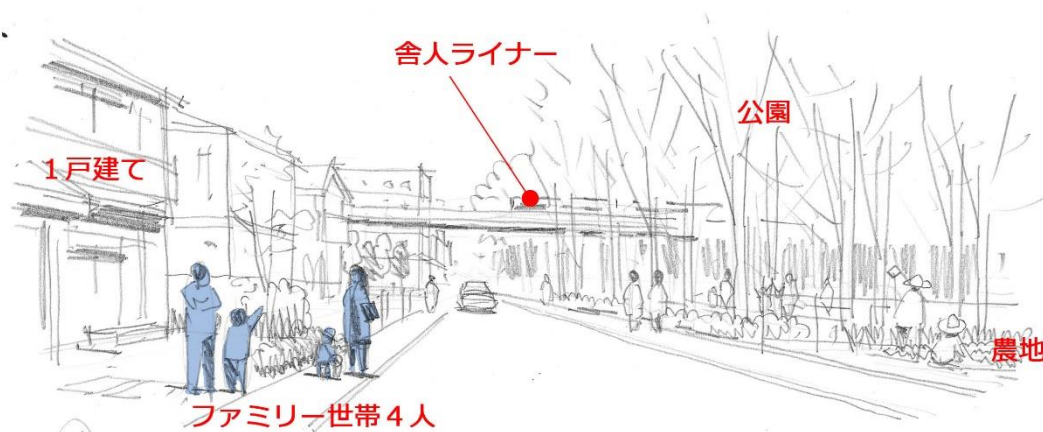 舎人ライナー
公園
１戸建て
農地
ファミリー世帯４人